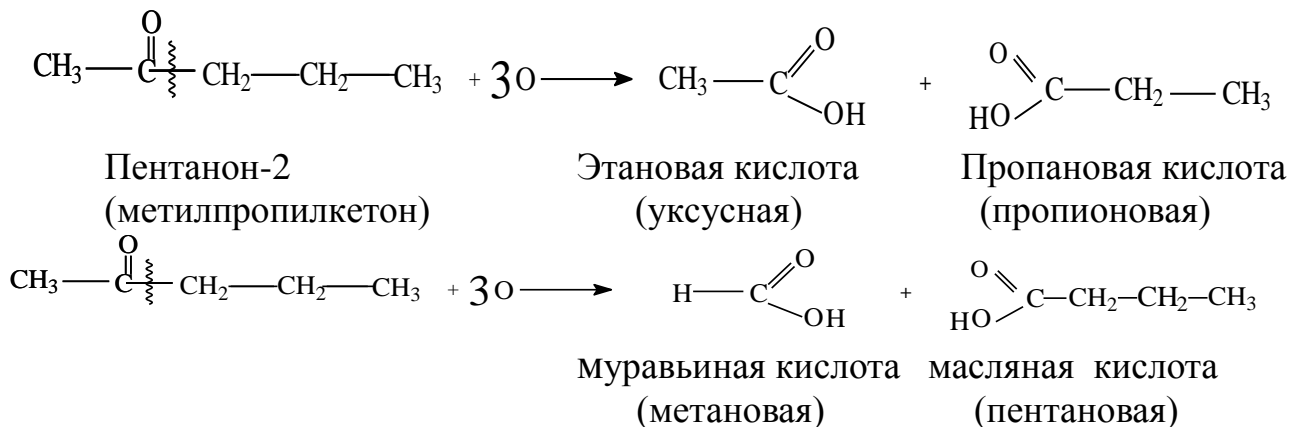 O
CH3 — C — CH2 — CH2 — CH3 + 3O → CH3 — C O OH + O HO C — CH2 — CH3
Пентанон-2 Этановая кислота Пропановая кислота
(метилпропилкетон) (уксусная) (пропионовая)
O
CH3 — C — CH2 — CH2 — CH3 + 3O → H — C O OH + O HO C — CH2 — CH2 — CH3
муравьиная кислота масляная кислота
(метановая) (пентановая)